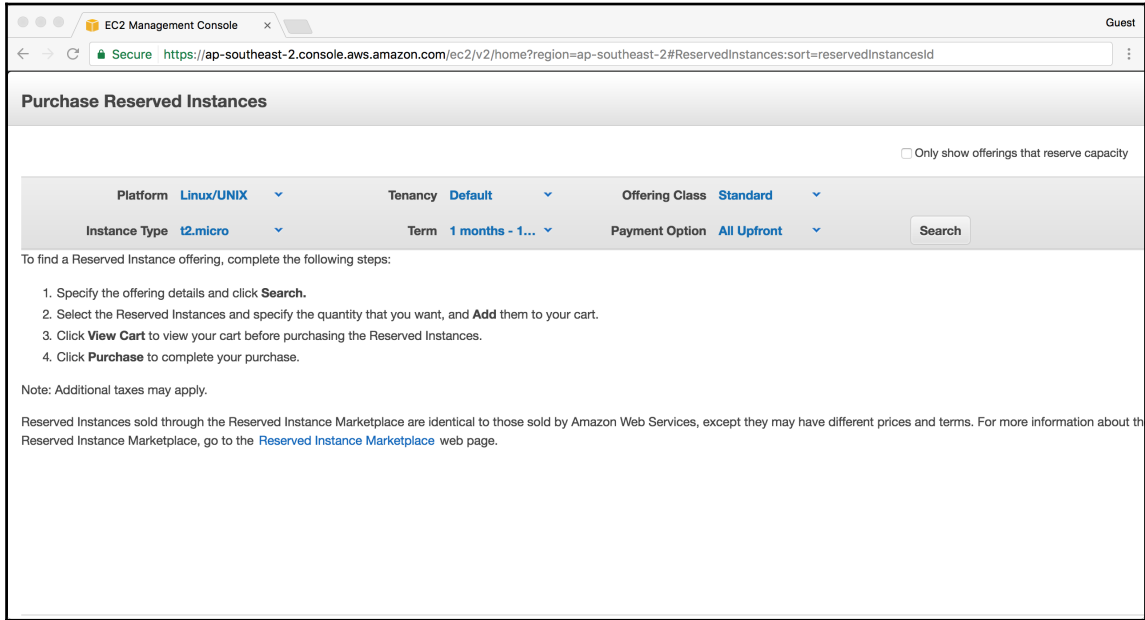 EC2 Management Console
Guest
Secure https://ap-southeast-2.console.aws.amazon.com/ec2/v2/home?region=ap-southeast-2#ReservedInstances:sort=reservedInstancesId
Purchase Reserved Instances
Only show offerings that reserve capacity
Platform Linux/UNIX Tenancy Default Offering Class Standard
Instance Type t2.micro Term 1 months - 1... Payment Option All Upfront Search
To find a Reserved Instance offering, complete the following steps:
1. Specify the offering details and click Search.
2. Select the Reserved Instances and specify the quantity that you want, and Add them to your cart.
3. Click View Cart to view your cart before purchasing the Reserved Instances.
4. Click Purchase to complete your purchase.
Note: Additional taxes may apply.
Reserved Instances sold through the Reserved Instance Marketplace are identical to those sold by Amazon Web Services, except they may have different prices and terms. For more information about th
Reserved Instance Marketplace, go to the Reserved Instance Marketplace web page.